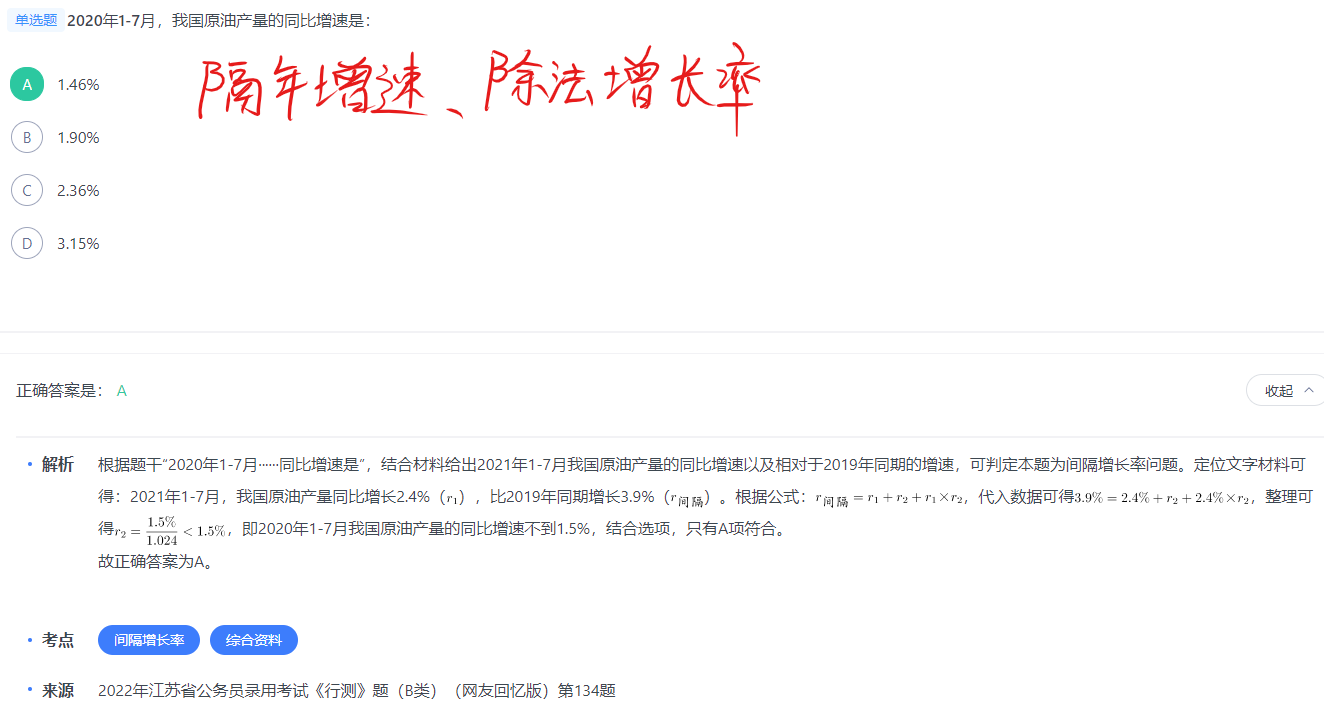 单选题 2020年1-7月，我国原油产量的同比增速是：
A 1.46%
隔年增速、除法增长率
B 1.90%
C 2.36%
D 3.15%
正确答案是： A
收起
解析 根据题干“2020年1-7月······同比增速是”，结合材料给出2021年1-7月我国原油产量的同比增速以及相对于2019年同期的增速，可判定本题为间隔增长率问题。定位文字材料可
得：2021年1-7月，我国原油产量同比增长2.4%（r₁），比2019年同期增长3.9%（r间隔）。根据公式：r间隔=r₁+r₂+r₁×r₂，代入数据可得3.9%=2.4%+r₂+2.4%×r₂，整理可
得r₂=1.5%/1.024<1.5%，即2020年1-7月我国原油产量的同比增速不到1.5%，结合选项，只有A项符合。
故正确答案为A。
考点 间隔增长率 综合资料
来源 2022年江苏省公务员录用考试《行测》题（B类）（网友回忆版）第134题